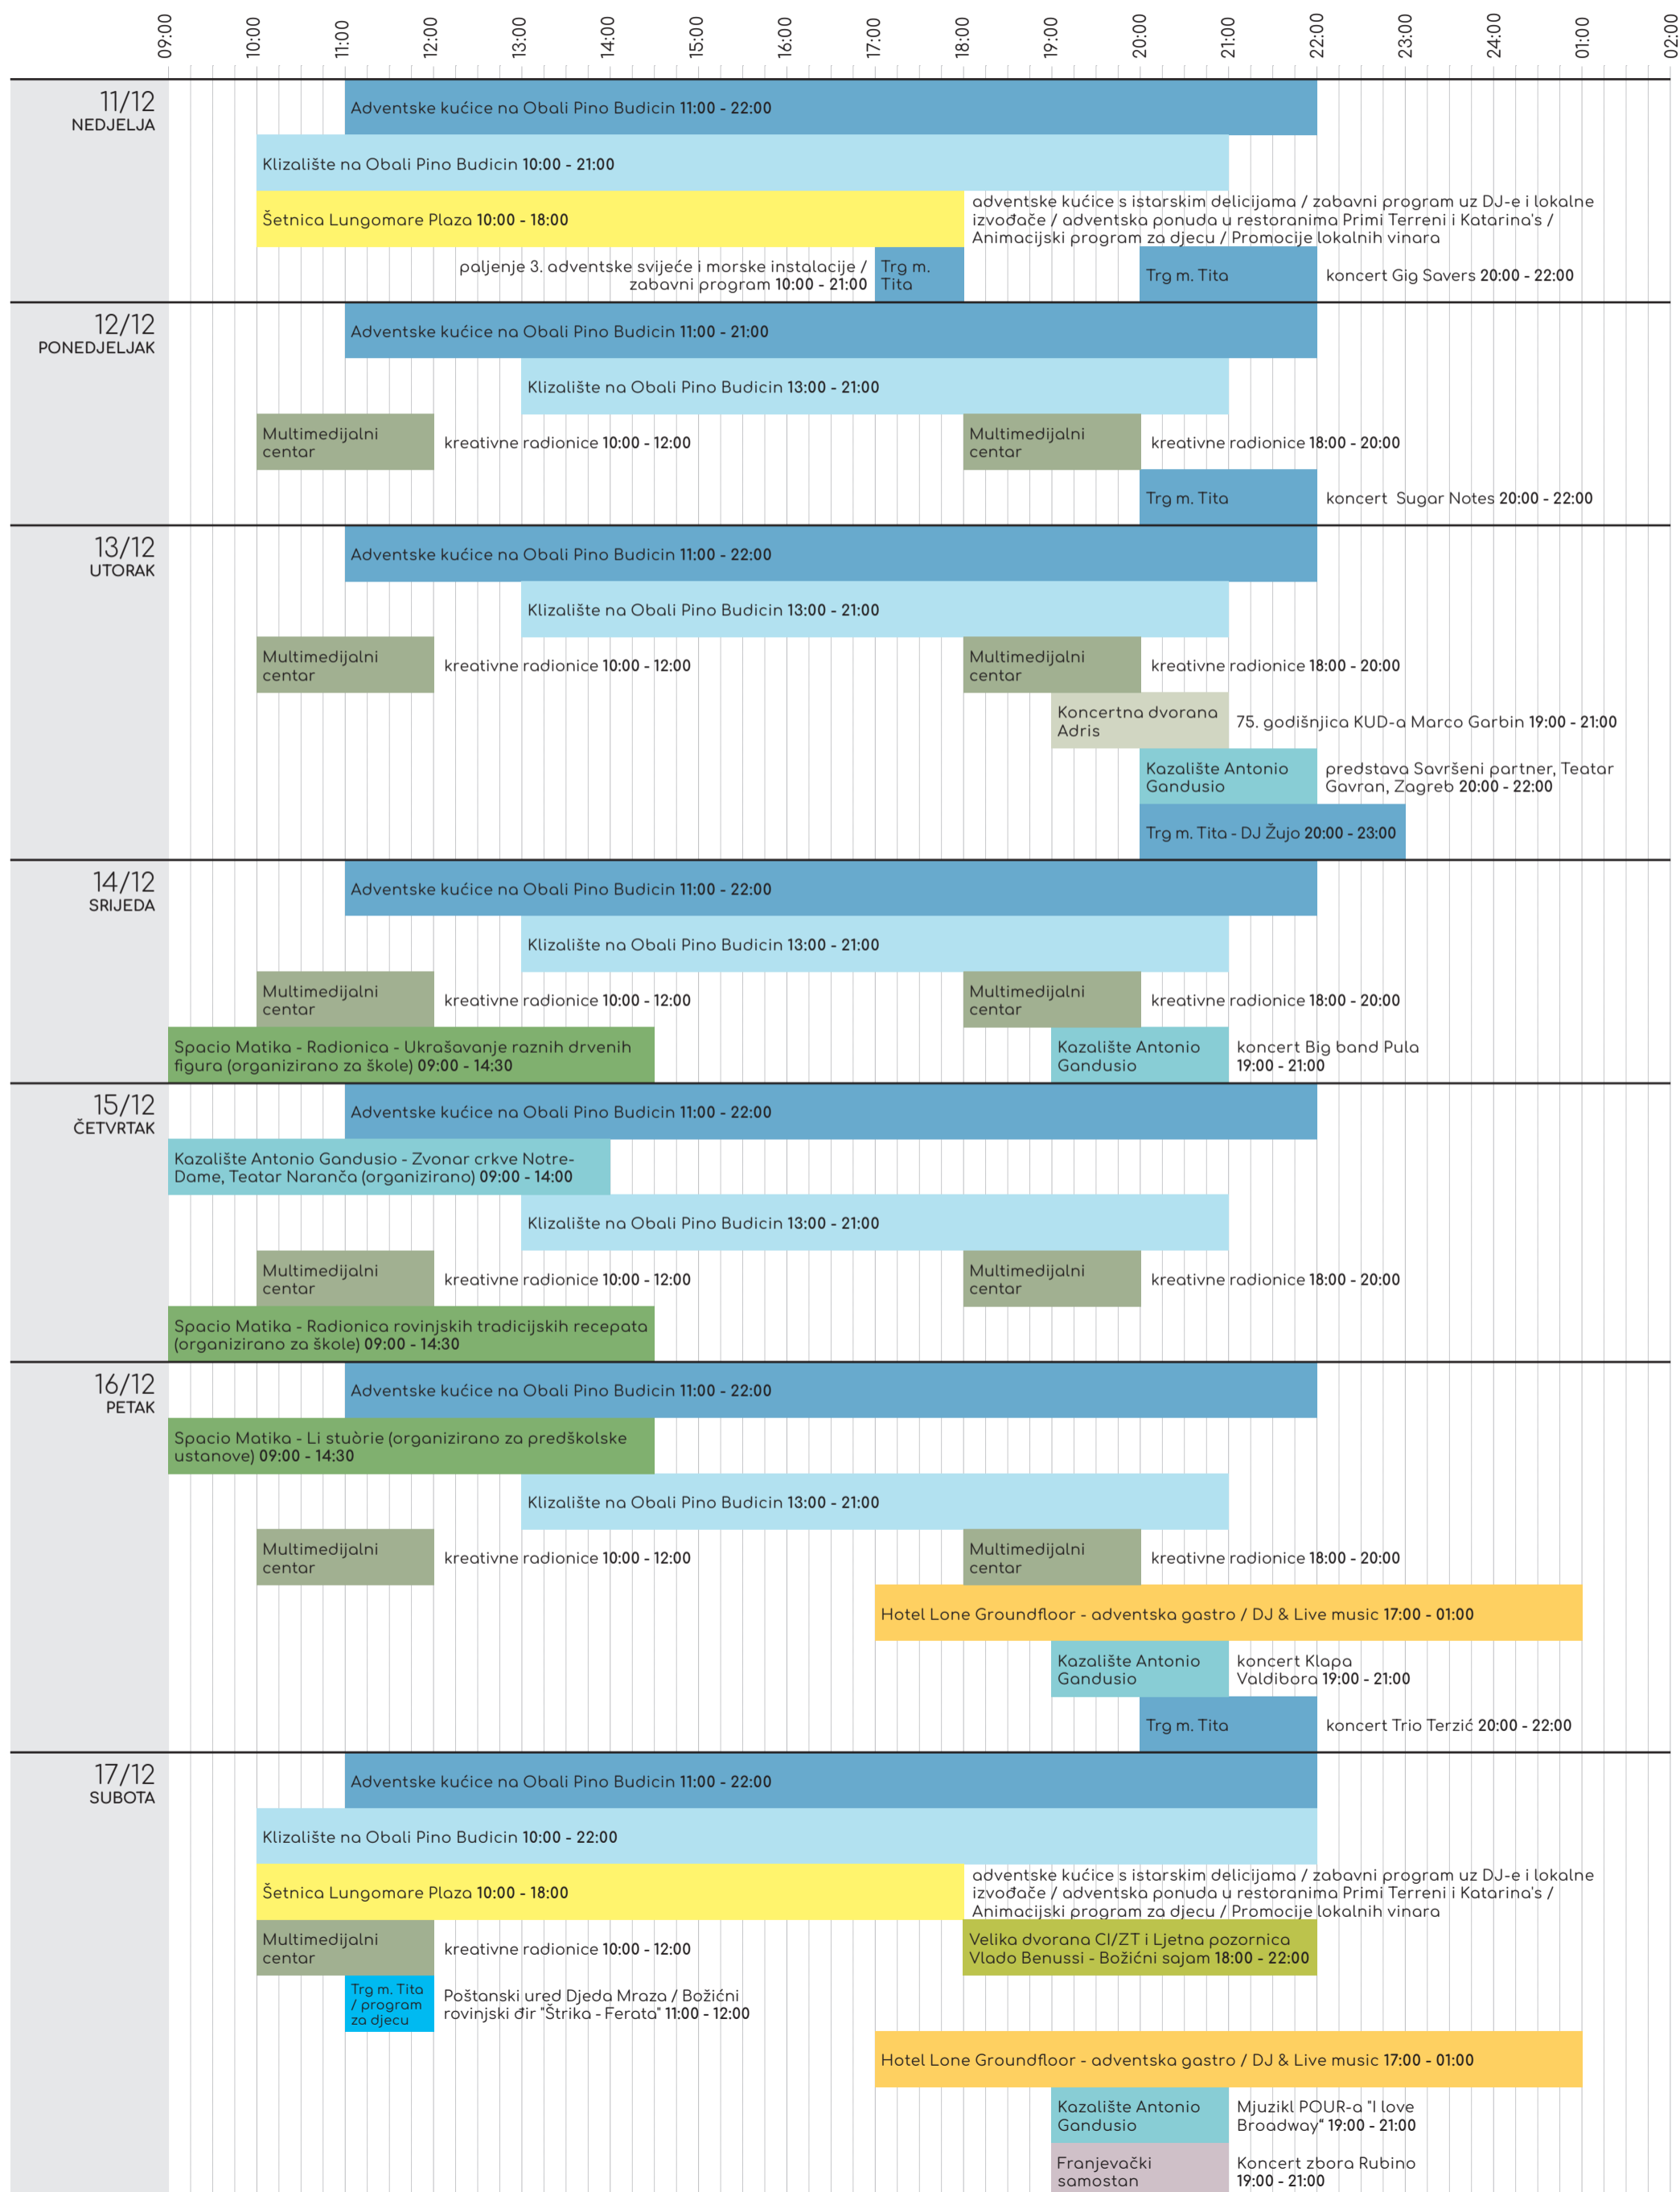 09:00
10:00
11:00
12:00
13:00
14:00
15:00
16:00
17:00
18:00
19:00
20:00
21:00
22:00
23:00
24:00
01:00
02:00
11/12
NEDJELJA
Adventske kućice na Obali Pino Budicin 11:00 - 22:00
Klizalište na Obali Pino Budicin 10:00 - 21:00
Šetnica Lungomare Plaza 10:00 - 18:00
adventske kućice s istarskim delicijama / zabavni program uz DJ-e i lokalne
izvođače / adventska ponuda u restoranima Primi Terreni i Katarina's /
Animacijski program za djecu / Promocije lokalnih vinara
paljenje 3. adventske svijeće i morske instalacije /
zabavni program 10:00 - 21:00
Trg m.
Tita
Trg m. Tita
koncert Gig Savers 20:00 - 22:00
12/12
PONEDJELJAK
Adventske kućice na Obali Pino Budicin 11:00 - 21:00
Klizalište na Obali Pino Budicin 13:00 - 21:00
Multimedijalni
centar
kreativne radionice 10:00 - 12:00
Multimedijalni
centar
kreativne radionice 18:00 - 20:00
Trg m. Tita
koncert Sugar Notes 20:00 - 22:00
13/12
UTORAK
Adventske kućice na Obali Pino Budicin 11:00 - 22:00
Klizalište na Obali Pino Budicin 13:00 - 21:00
Multimedijalni
centar
kreativne radionice 10:00 - 12:00
Multimedijalni
centar
kreativne radionice 18:00 - 20:00
Koncertna dvorana
Adris
75. godišnjica KUD-a Marco Garbin 19:00 - 21:00
Kazalište Antonio
Gandusio
predstava Savršeni partner, Teatar
Gavran, Zagreb 20:00 - 22:00
Trg m. Tita - DJ Žujo 20:00 - 23:00
14/12
SRIJEDA
Adventske kućice na Obali Pino Budicin 11:00 - 22:00
Klizalište na Obali Pino Budicin 13:00 - 21:00
Multimedijalni
centar
kreativne radionice 10:00 - 12:00
Multimedijalni
centar
kreativne radionice 18:00 - 20:00
Spacio Matika - Radionica - Ukrašavanje raznih drvenih
figura (organizirano za škole) 09:00 - 14:30
Kazalište Antonio
Gandusio
koncert Big band Pula
19:00 - 21:00
15/12
ČETVRTAK
Adventske kućice na Obali Pino Budicin 11:00 - 22:00
Kazalište Antonio Gandusio - Zvonar crkve Notre-
Dame, Teatar Naranča (organizirano) 09:00 - 14:00
Klizalište na Obali Pino Budicin 13:00 - 21:00
Multimedijalni
centar
kreativne radionice 10:00 - 12:00
Multimedijalni
centar
kreativne radionice 18:00 - 20:00
Spacio Matika - Radionica rovinjskih tradicijskih recepata
(organizirano za škole) 09:00 - 14:30
16/12
PETAK
Adventske kućice na Obali Pino Budicin 11:00 - 22:00
Spacio Matika - Li stuòrie (organizirano za predškolske
ustanove) 09:00 - 14:30
Klizalište na Obali Pino Budicin 13:00 - 21:00
Multimedijalni
centar
kreativne radionice 10:00 - 12:00
Multimedijalni
centar
kreativne radionice 18:00 - 20:00
Hotel Lone Groundfloor - adventska gastro / DJ & Live music 17:00 - 01:00
Kazalište Antonio
Gandusio
koncert Klapa
Valdibora 19:00 - 21:00
Trg m. Tita
koncert Trio Terzić 20:00 - 22:00
17/12
SUBOTA
Adventske kućice na Obali Pino Budicin 11:00 - 22:00
Klizalište na Obali Pino Budicin 10:00 - 22:00
Šetnica Lungomare Plaza 10:00 - 18:00
adventske kućice s istarskim delicijama / zabavni program uz DJ-e i lokalne
izvođače / adventska ponuda u restoranima Primi Terreni i Katarina's /
Animacijski program za djecu / Promocije lokalnih vinara
Multimedijalni
centar
kreativne radionice 10:00 - 12:00
Velika dvorana CI/ZT i Ljetna pozornica
Vlado Benussi - Božićni sajam 18:00 - 22:00
Trg m. Tita
/ program
za djecu
Poštanski ured Djeda Mraza / Božićni
rovinjski đir "Štrika - Ferata" 11:00 - 12:00
Hotel Lone Groundfloor - adventska gastro / DJ & Live music 17:00 - 01:00
Kazalište Antonio
Gandusio
Mjuzikl POUR-a "I love
Broadway“ 19:00 - 21:00
Franjevački
samostan
Koncert zbora Rubino
19:00 - 21:00